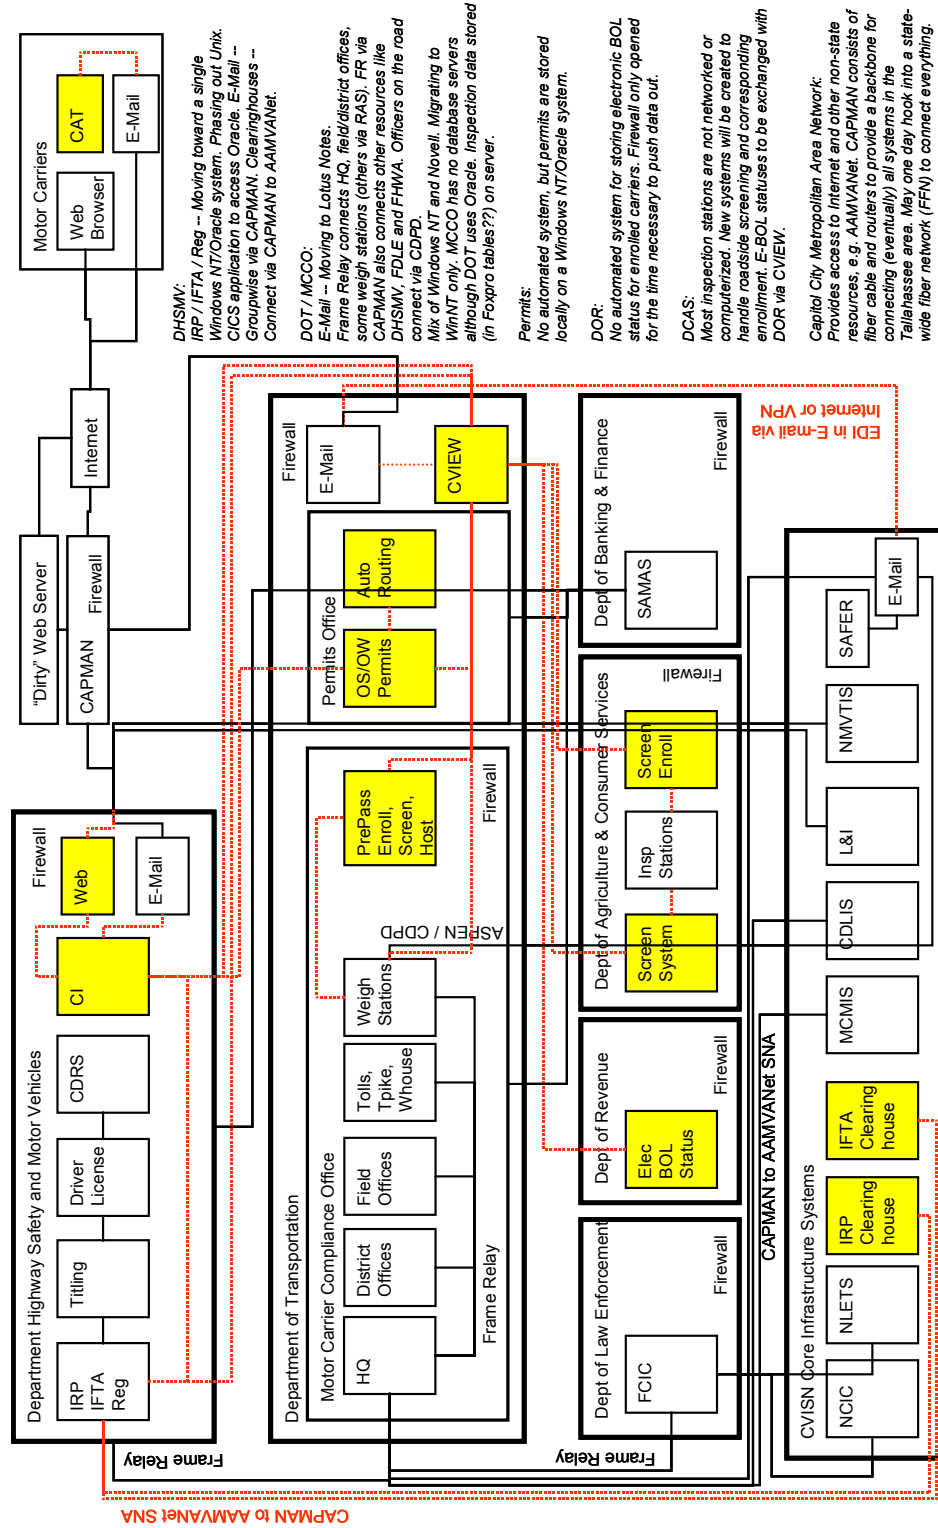 Motor Carriers
Web
Browser
CAT
E-Mail
"Dirty" Web Server
CAPMAN
Firewall
Internet
Department Highway Safety and Motor Vehicles
Firewall
IRP
IFTA
Reg
Titling
Driver
License
CDRS
CI
Web
E-Mail
Frame Relay
CAPMAN to AAMVANet SNA
Department of Transportation
Firewall
Motor Carrier Compliance Office
HQ
District
Offices
Field
Offices
Tolls,
Tpike,
Whouse
Weigh
Stations
PrePass
Enroll,
Screen,
Host
Frame Relay
Firewall
ASPEN / CDPD
Permits Office
OS/OW
Permits
Auto
Routing
E-Mail
CVIEW
Dept of Law Enforcement
FCIC
Firewall
Frame Relay
Dept of Revenue
Elec
BOL
Status
Firewall
Dept of Agriculture & Consumer Services
Screen
System
Insp
Stations
Screen
Enroll
Firewall
Dept of Banking & Finance
SAMAS
Firewall
EDI in E-mail via
Internet or VPN
CAPMAN to AAMVANet SNA
CVISN Core Infrastructure Systems
NCIC
NLETS
IRP
Clearing
house
IFTA
Clearing
house
MCMIS
CDLIS
L&I
NMVTIS
SAFER
E-Mail
DHSMV:
IRP / IFTA / Reg -- Moving toward a single
Windows NT/Oracle system. Phasing out Unix.
CICS application to access Oracle. E-Mail --
Groupwise via CAPMAN. Clearinghouses --
Connect via CAPMAN to AAMVANet.
DOT / MCCO:
E-Mail -- Moving to Lotus Notes.
Frame Relay connects HQ, field/district offices,
some weigh stations (others via RAS). FR via
CAPMAN also connects other resources like
DHSMV, FDLE and FHWA. Officers on the road
connect via CDPD.
Mix of Windows NT and Novell. Migrating to
WinNT only. MCCO has no database servers
although DOT uses Oracle. Inspection data stored
(in Foxpro tables??) on server.
Permits:
No automated system, but permits are stored
locally on a Windows NT/Oracle system.
DOR:
No automated system for storing electronic BOL
status for enrolled carriers. Firewall only opened
for the time necessary to push data out.
DCAS:
Most inspection stations are not networked or
computerized. New systems will be created to
handle roadside screening and corresponding
enrollment. E-BOL statuses to be exchanged with
DOR via CVIEW.
Capitol City Metropolitan Area Network:
Provides access to Internet and other non-state
resources, e.g. AAMVANet. CAPMAN consists of
fiber cable and routers to provide a backbone for
connecting (eventually) all systems in the
Tallahassee area. May one day hook into a state-
wide fiber network (FFN) to connect everything.